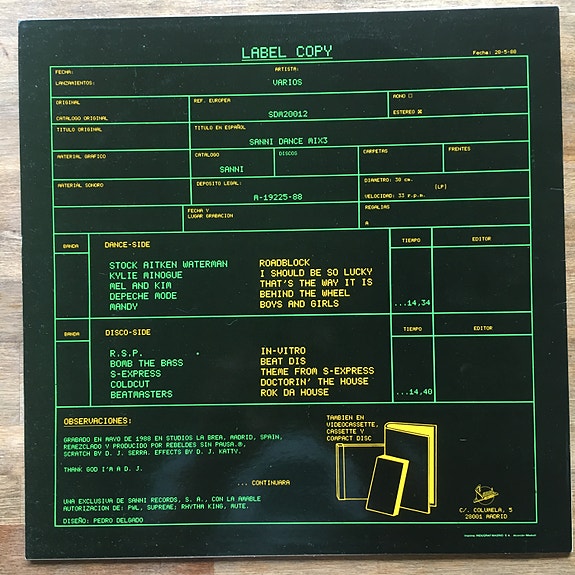 LABEL COPY
Fecha: 20-5-88
FECHA:
ARTISTA:
LANZAMIENTOS:
VARIOS
ORIGINAL
REF. EUROPEA
MONO ☐
CATALOGO ORIGINAL
SDM20012
ESTEREO ☒
TITULO ORIGINAL
TITULO EN ESPAÑOL
SANNI DANCE MIX3
MATERIAL GRAFICO
CATALOGO
DISCOS
CARPETAS
FRENTES
SANNI
MATERIAL SONORO
DEPOSITO LEGAL:
DIAMETRO: 30 cm.
(LP)
M-19225-88
VELOCIDAD: 33 r.p.m.
FECHA Y
LUGAR GRABACION
REGALIAS
A
BANDA
DANCE-SIDE
TIEMPO
EDITOR
STOCK AITKEN WATERMAN ROADBLOCK
KYLIE MINOGUE I SHOULD BE SO LUCKY
MEL AND KIM THAT'S THE WAY IT IS
DEPECHE MODE BEHIND THE WHEEL
MANDY BOYS AND GIRLS ...14,34
BANDA
DISCO-SIDE
TIEMPO
EDITOR
R.S.P. IN-VITRO
BOMB THE BASS BEAT DIS
S-EXPRESS THEME FROM S-EXPRESS
COLDCUT DOCTORIN' THE HOUSE
BEATMASTERS ROK DA HOUSE ...14,40
OBSERVACIONES:
GRABADO EN MAYO DE 1988 EN STUDIOS LA BREA, MADRID, SPAIN,
REMEZCLADO Y PRODUCIDO POR REBELDES SIN PAUSA.®,
SCRATCH BY D. J. SERRA. EFFECTS BY D. J. KATTY.
THANK GOD I'M A D. J.
... CONTINUARA
UNA EXCLUSIVA DE SANNI RECORDS, S. A., CON LA AMABLE
AUTORIZACION DE: PWL, SUPREME; RHYTHM KING, MUTE.
DISEÑO: PEDRO DELGADO
TAMBIEN EN
VIDEOCASSETTE,
CASSETTE Y
COMPACT DISC
C/. COLUMELA, 5
28001 MADRID